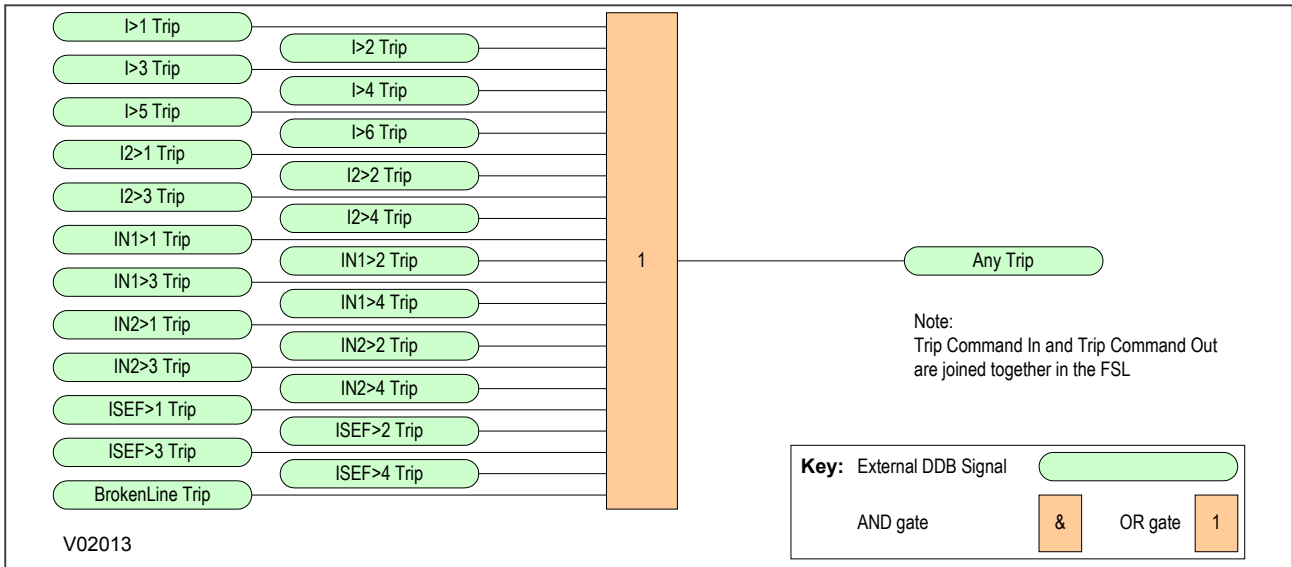 I>1 Trip
I>2 Trip
I>3 Trip
I>4 Trip
I>5 Trip
I>6 Trip
I2>1 Trip
I2>2 Trip
I2>3 Trip
I2>4 Trip
IN1>1 Trip
IN1>2 Trip
IN1>3 Trip
IN1>4 Trip
IN2>1 Trip
IN2>2 Trip
IN2>3 Trip
IN2>4 Trip
ISEF>1 Trip
ISEF>2 Trip
ISEF>3 Trip
ISEF>4 Trip
BrokenLine Trip
1
Any Trip
Note:
Trip Command In and Trip Command Out
are joined together in the FSL
Key: External DDB Signal
AND gate & OR gate 1
V02013